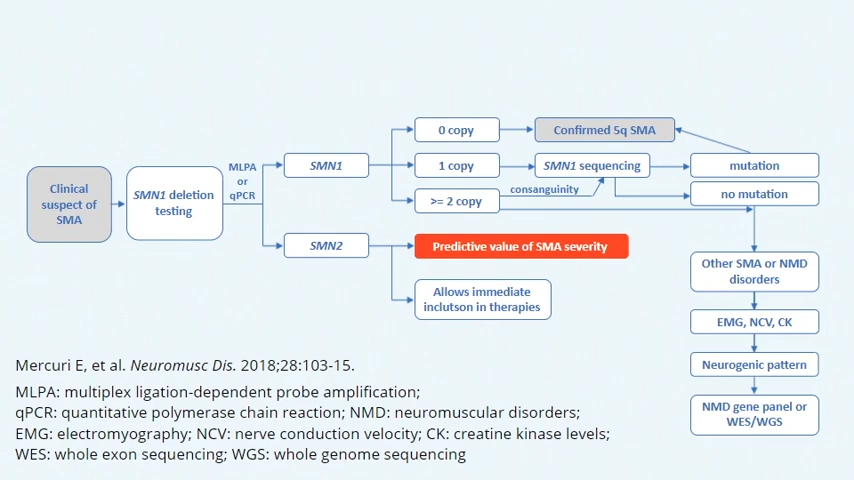 Clinical
suspect of
SMA
SMN1 deletion
testing
MLPA
or
qPCR
SMN1
SMN2
0 copy
1 copy
>= 2 copy
consanguinity
Confirmed 5q SMA
SMN1 sequencing
mutation
no mutation
Predictive value of SMA severity
Allows immediate
inclutson in therapies
Other SMA or NMD
disorders
EMG, NCV, CK
Neurogenic pattern
NMD gene panel or
WES/WGS
Mercuri E, et al. Neuromusc Dis. 2018;28:103-15.
MLPA: multiplex ligation-dependent probe amplification;
qPCR: quantitative polymerase chain reaction; NMD: neuromuscular disorders;
EMG: electromyography; NCV: nerve conduction velocity; CK: creatine kinase levels;
WES: whole exon sequencing; WGS: whole genome sequencing